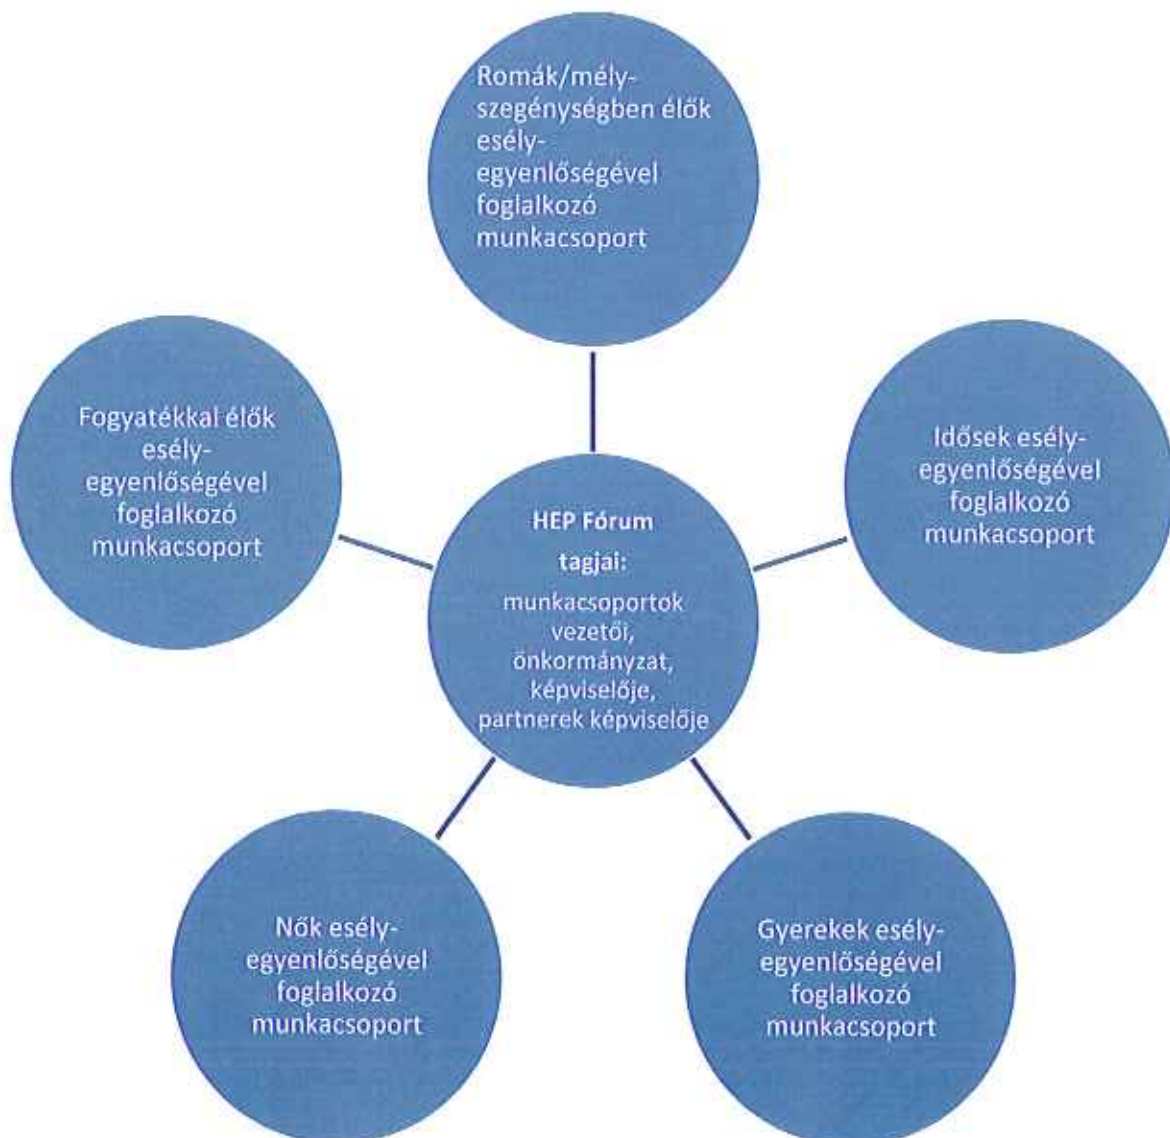 Romák/mély-
szegénységben élők
esély-
egyenlőségével
foglalkozó
munkacsoport
Fogyatékkal élők
esély-
egyenlőségével
foglalkozó
munkacsoport
Idősek esély-
egyenlőségével
foglalkozó
munkacsoport
HEP Fórum
tagjai:
munkacsoportok
vezetői,
önkormányzat,
képviselője,
partnerek képviselője
Nők esély-
egyenlőségével
foglalkozó
munkacsoport
Gyerekek esély-
egyenlőségével
foglalkozó
munkacsoport